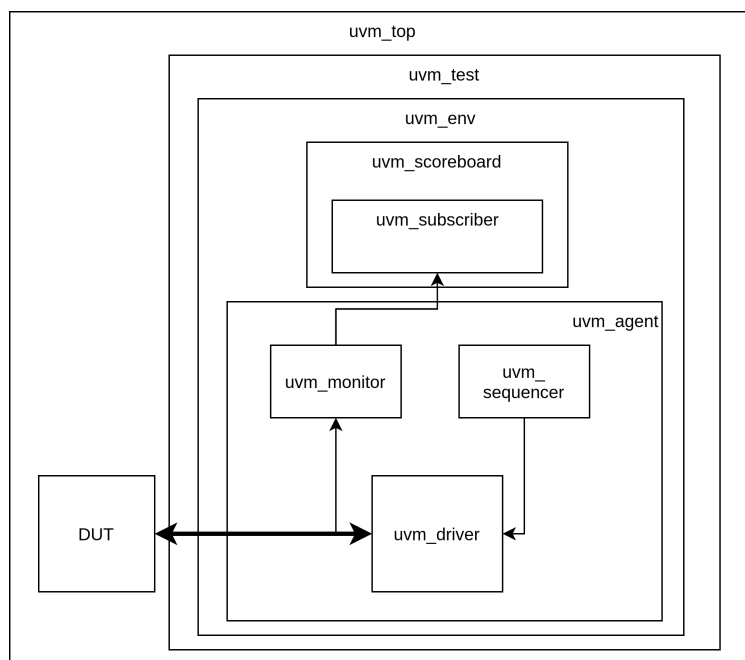 uvm_top
uvm_test
uvm_env
uvm_scoreboard
uvm_subscriber
uvm_agent
uvm_monitor
uvm_
sequencer
DUT
uvm_driver